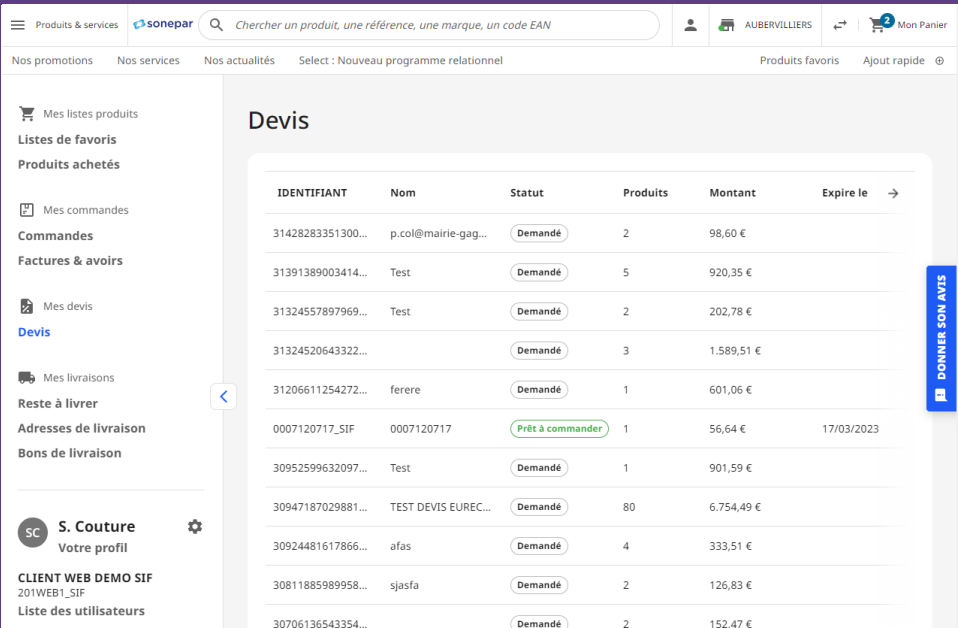 Produits & services
sonepar
Chercher un produit, une référence, une marque, un code EAN
AUBERVILLIERS
2
Mon Panier
Nos promotions Nos services Nos actualités Select : Nouveau programme relationnel Produits favoris Ajout rapide
Mes listes produits
Listes de favoris
Produits achetés
Mes commandes
Commandes
Factures & avoirs
Mes devis
Devis
Mes livraisons
Reste à livrer
Adresses de livraison
Bons de livraison
SC
S. Couture
Votre profil
CLIENT WEB DEMO SIF
201WEB1_SIF
Liste des utilisateurs
Devis
IDENTIFIANT Nom Statut Produits Montant Expire le
31428283351300... p.col@mairie-gag... Demandé 2 98,60 €
31391389003414... Test Demandé 5 920,35 €
31324557897969... Test Demandé 2 202,78 €
31324520643322... Demandé 3 1.589,51 €
31206611254272... ferere Demandé 1 601,06 €
0007120717_SIF 0007120717 Prêt à commander 1 56,64 € 17/03/2023
30952599632097... Test Demandé 1 901,59 €
30947187029881... TEST DEVIS EUREC... Demandé 80 6.754,49 €
30924481617866... afas Demandé 4 333,51 €
30811885989958... sjasfa Demandé 2 126,83 €
30706136543354... Demandé 2 152,47 €
DONNER SON AVIS